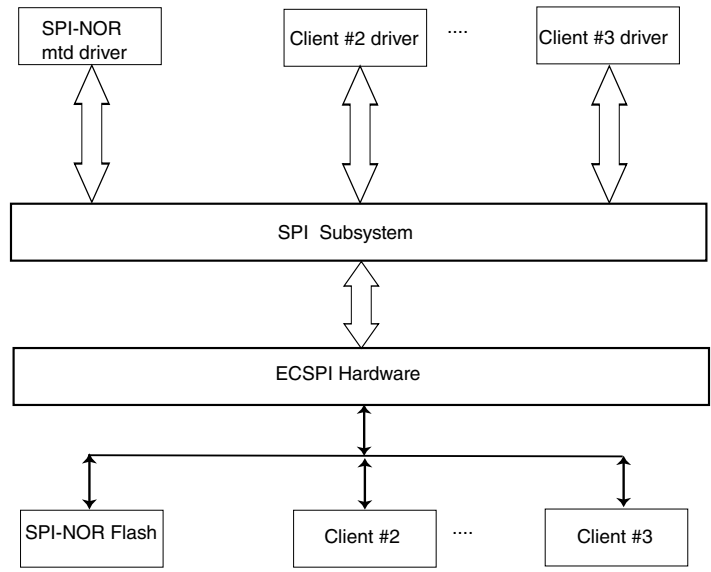 SPI-NOR
mtd driver
Client #2 driver
....
Client #3 driver
SPI Subsystem
ECSPI Hardware
SPI-NOR Flash
Client #2
....
Client #3